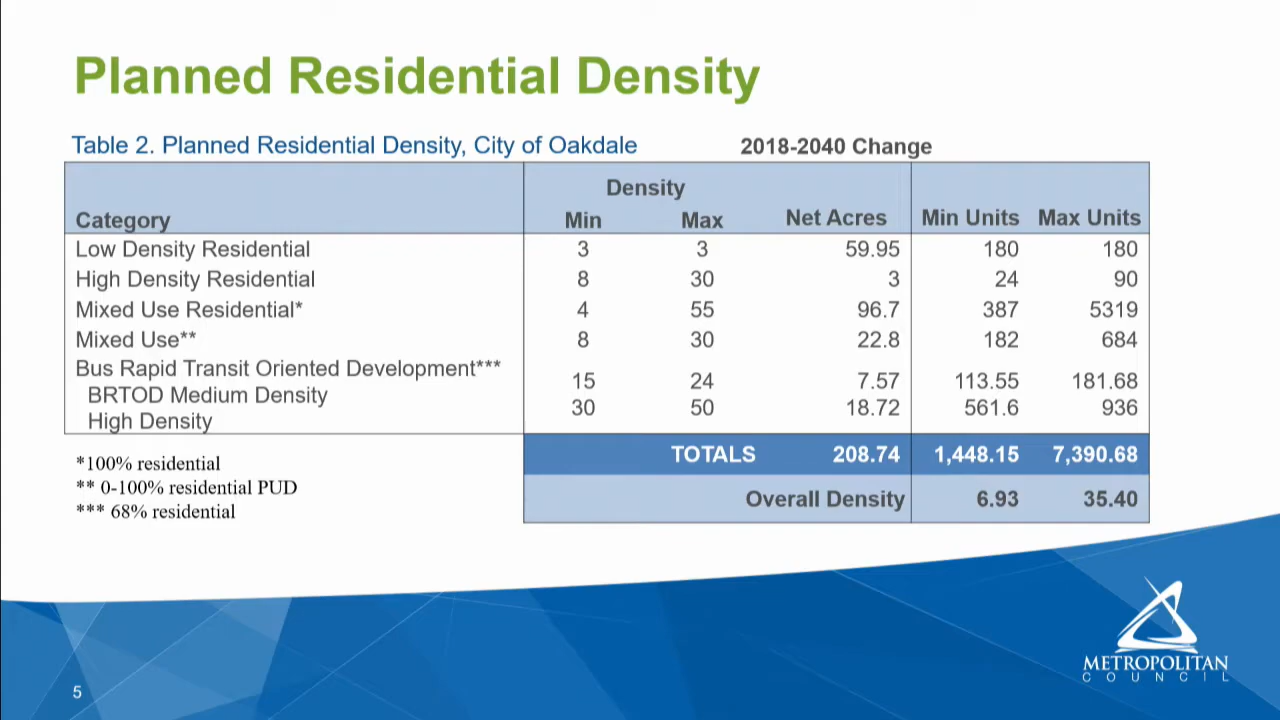 Planned Residential Density
Table 2. Planned Residential Density, City of Oakdale 2018-2040 Change
Density
Category Min Max Net Acres Min Units Max Units
Low Density Residential 3 3 59.95 180 180
High Density Residential 8 30 3 24 90
Mixed Use Residential* 4 55 96.7 387 5319
Mixed Use** 8 30 22.8 182 684
Bus Rapid Transit Oriented Development***
BRTOD Medium Density 15 24 7.57 113.55 181.68
High Density 30 50 18.72 561.6 936
TOTALS 208.74 1,448.15 7,390.68
Overall Density 6.93 35.40
*100% residential
** 0-100% residential PUD
*** 68% residential
5
METROPOLITAN
COUNCIL